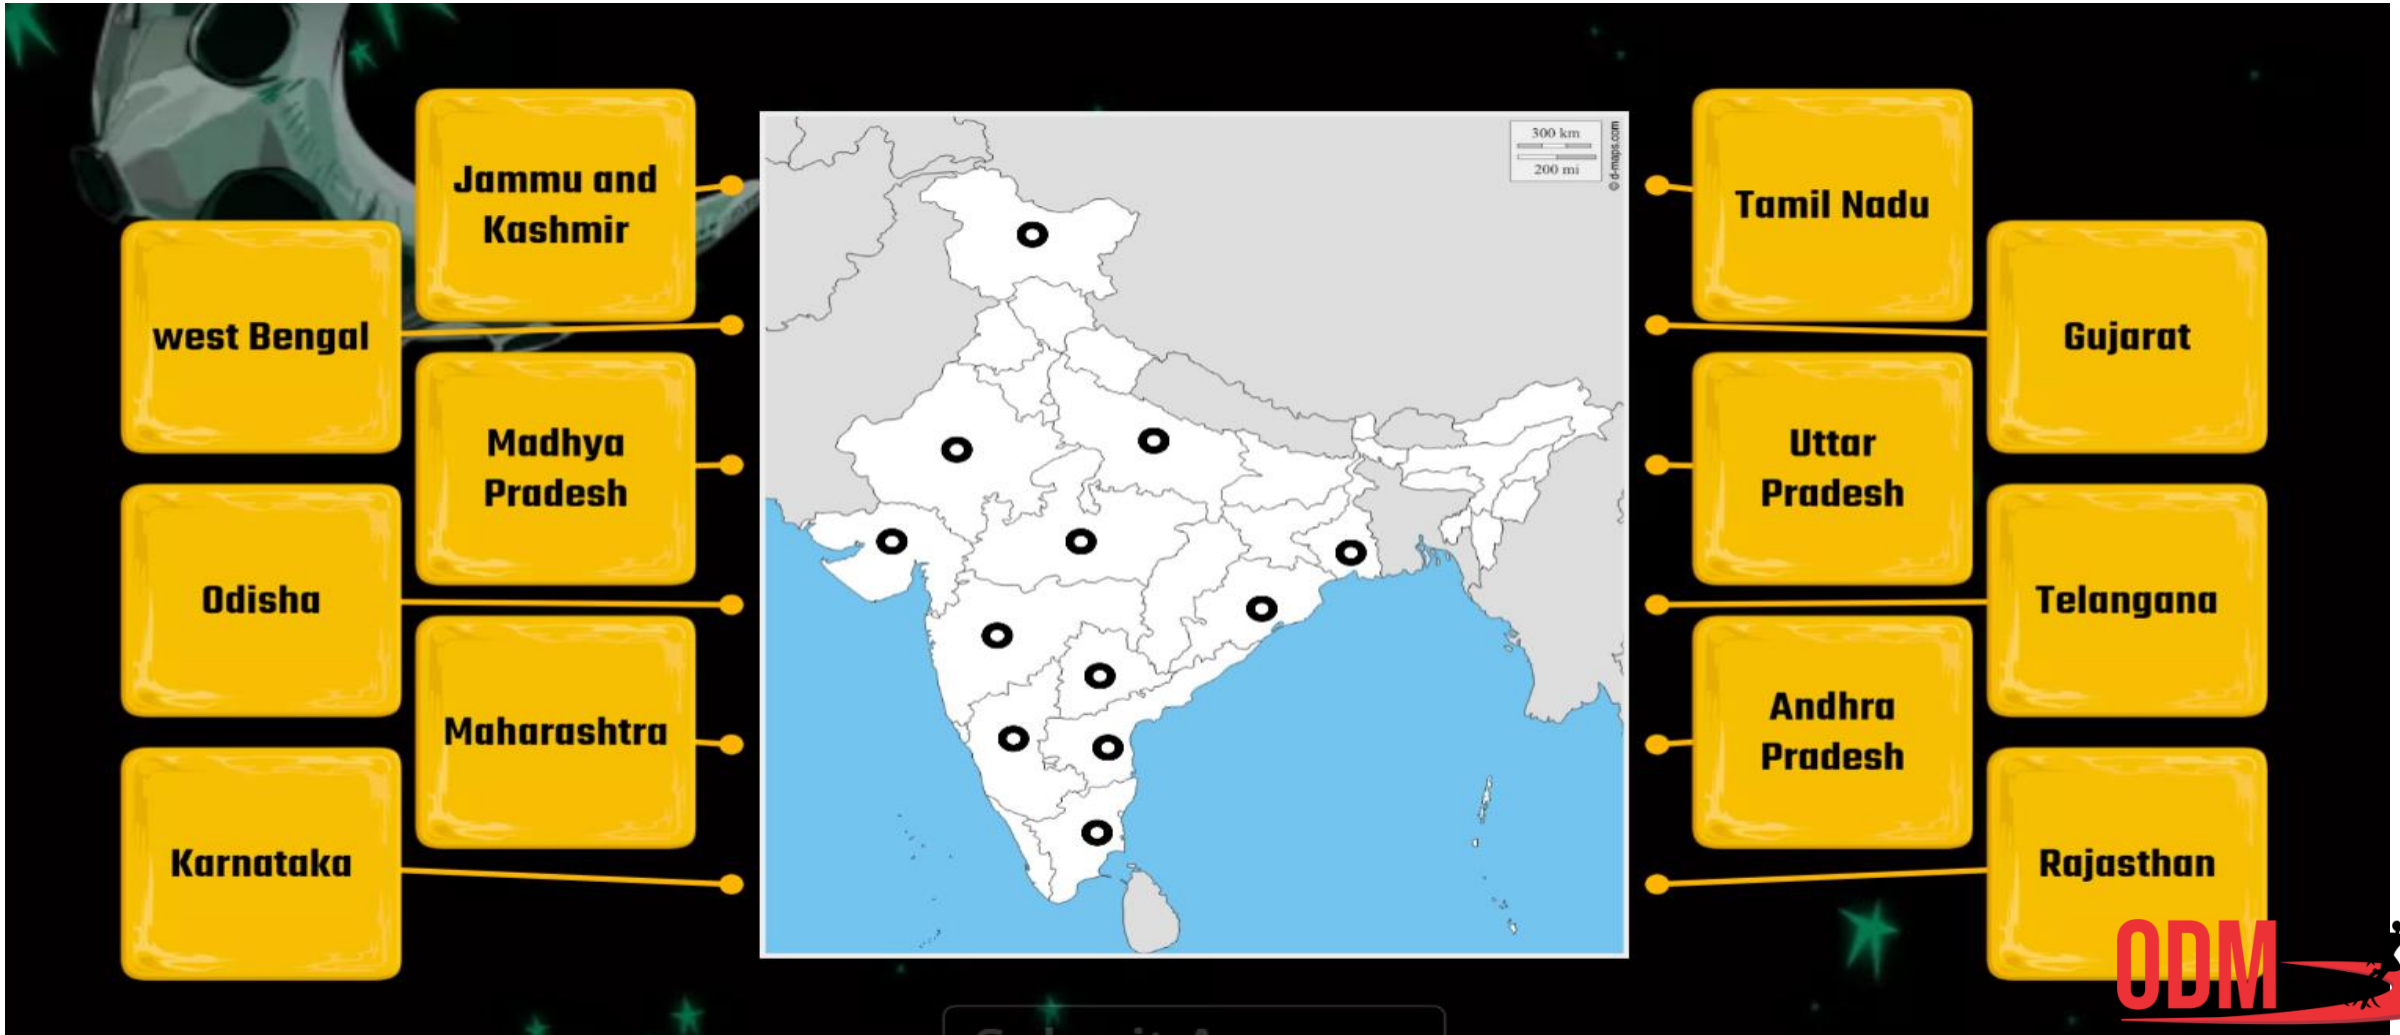 Jammu and
Kashmir
west Bengal
Madhya
Pradesh
Odisha
Maharashtra
Karnataka
300 km
200 mi
© d-maps.com
Tamil Nadu
Gujarat
Uttar
Pradesh
Telangana
Andhra
Pradesh
Rajasthan
ODM